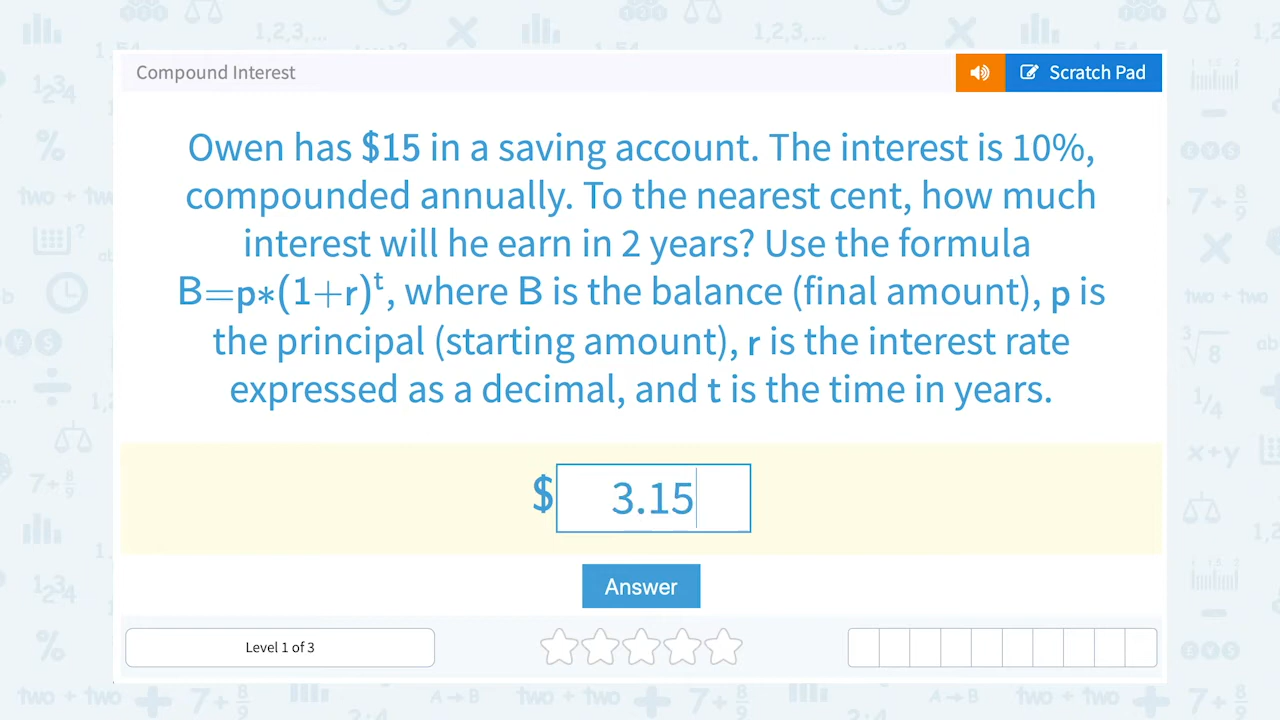 Compound Interest
Scratch Pad
Owen has $15 in a saving account. The interest is 10%,
compounded annually. To the nearest cent, how much
interest will he earn in 2 years? Use the formula
B=p*(1+r)^t, where B is the balance (final amount), p is
the principal (starting amount), r is the interest rate
expressed as a decimal, and t is the time in years.
$ 3.15
Answer
Level 1 of 3